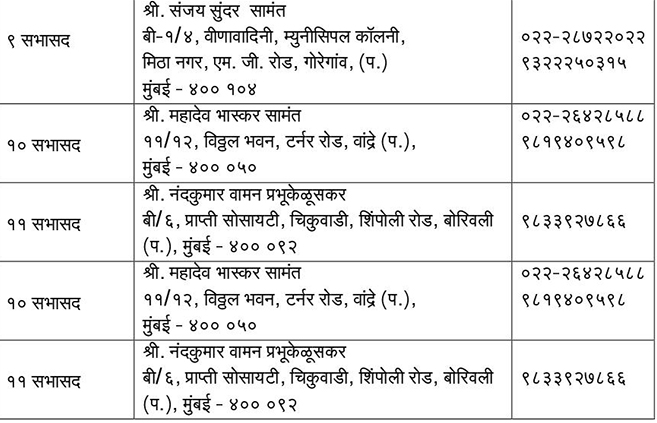 ९ सभासद
श्री. संजय सुंदर सामंत
बी-१/४, वीणावादिनी, म्युनीसिपल कॉलनी,
मिठा नगर, एम. जी. रोड, गोरेगांव, (प.)
मुंबई - ४०० १०४
०२२-२८७२२०२२
९३२२२५०३१५
१० सभासद
श्री. महादेव भास्कर सामंत
११/१२, विठ्ठल भवन, टर्नर रोड, वांद्रे (प.),
मुंबई - ४०० ०५०
०२२-२६४२८५८८
९८१९४०९५९८
११ सभासद
श्री. नंदकुमार वामन प्रभूकेळूसकर
बी/६, प्राप्ती सोसायटी, चिकुवाडी, शिंपोली रोड, बोरिवली
(प.), मुंबई - ४०० ०९२
९८३३९२७८६६
१० सभासद
श्री. महादेव भास्कर सामंत
११/१२, विठ्ठल भवन, टर्नर रोड, वांद्रे (प.),
मुंबई - ४०० ०५०
०२२-२६४२८५८८
९८१९४०९५९८
११ सभासद
श्री. नंदकुमार वामन प्रभूकेळूसकर
बी/६, प्राप्ती सोसायटी, चिकुवाडी, शिंपोली रोड, बोरिवली
(प.), मुंबई - ४०० ०९२
९८३३९२७८६६